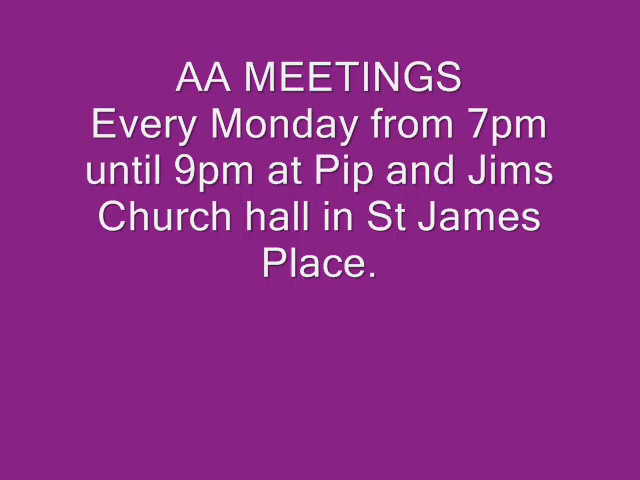 AA MEETINGS
Every Monday from 7pm
until 9pm at Pip and Jims
Church hall in St James
Place.